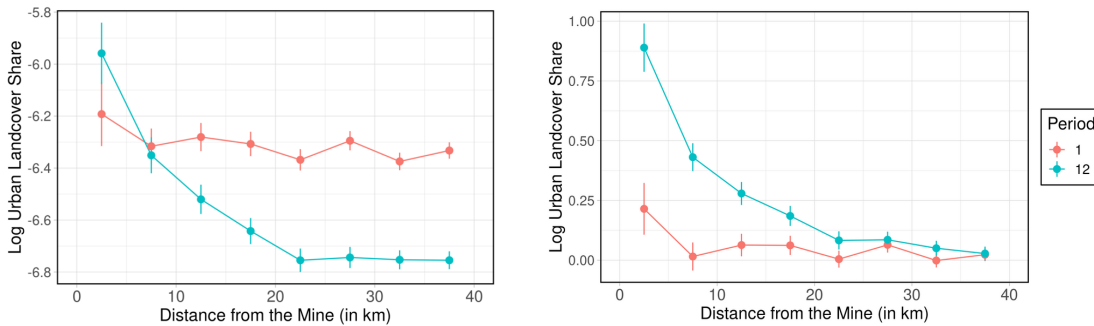 Log Urban Landcover Share
-5.8
-6.0
-6.2
-6.4
-6.6
-6.8
0 10 20 30 40
Distance from the Mine (in km)
Log Urban Landcover Share
1.00
0.75
0.50
0.25
0.00
0 10 20 30 40
Distance from the Mine (in km)
Period
1
12